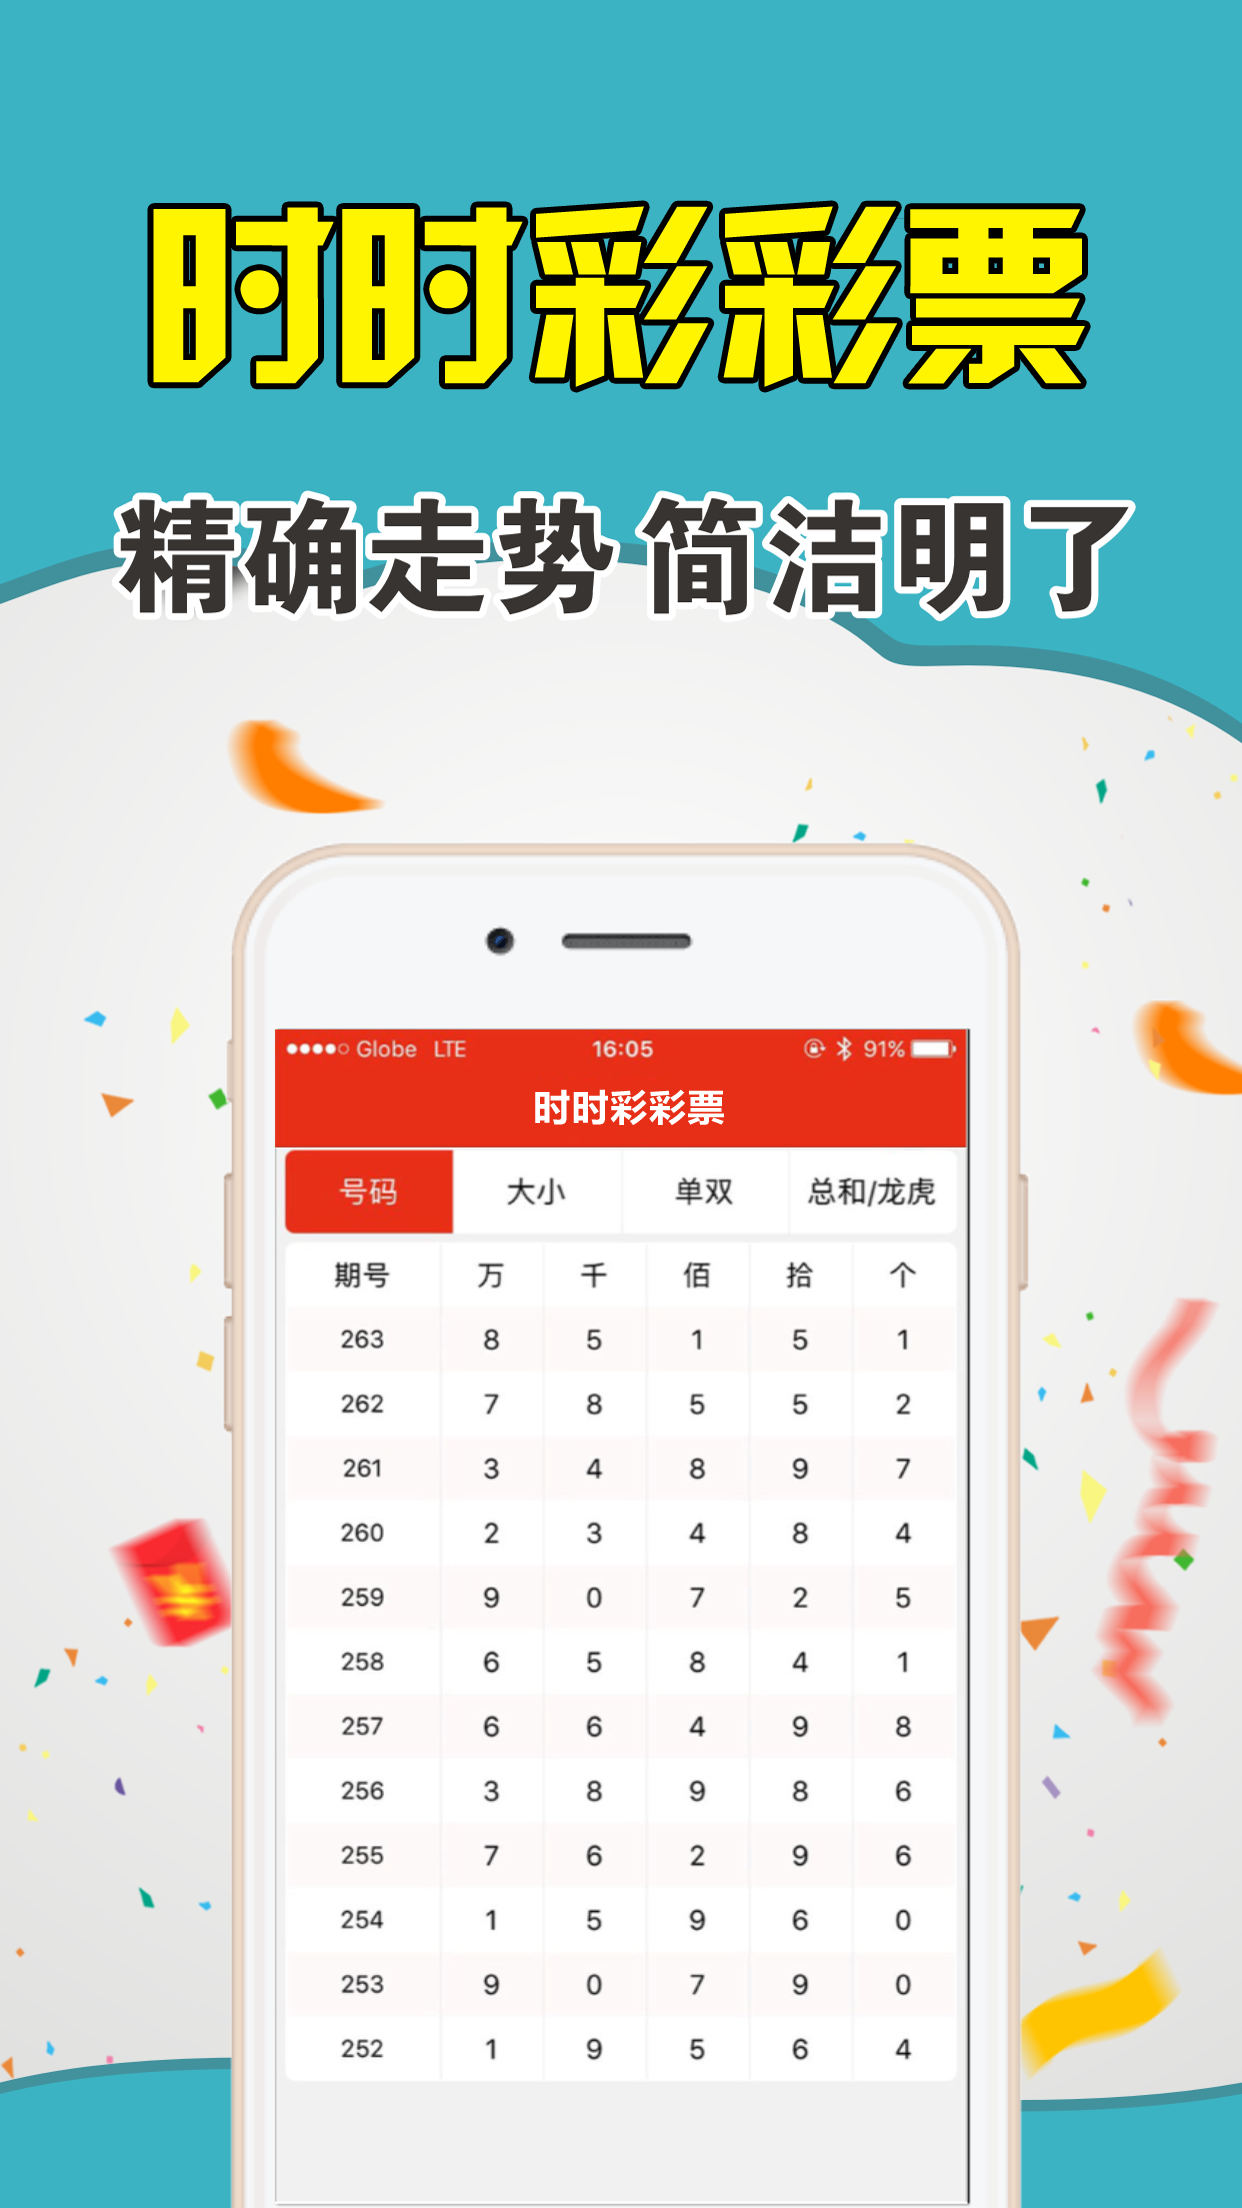 时时彩彩票
精确走势 简洁明了
Globe LTE 16:05 91%
时时彩彩票
号码 大小 单双 总和/龙虎
期号 万 千 佰 拾 个
263 8 5 1 5 1
262 7 8 5 5 2
261 3 4 8 9 7
260 2 3 4 8 4
259 9 0 7 2 5
258 6 5 8 4 1
257 6 6 4 9 8
256 3 8 9 8 6
255 7 6 2 9 6
254 1 5 9 6 0
253 9 0 7 9 0
252 1 9 5 6 4